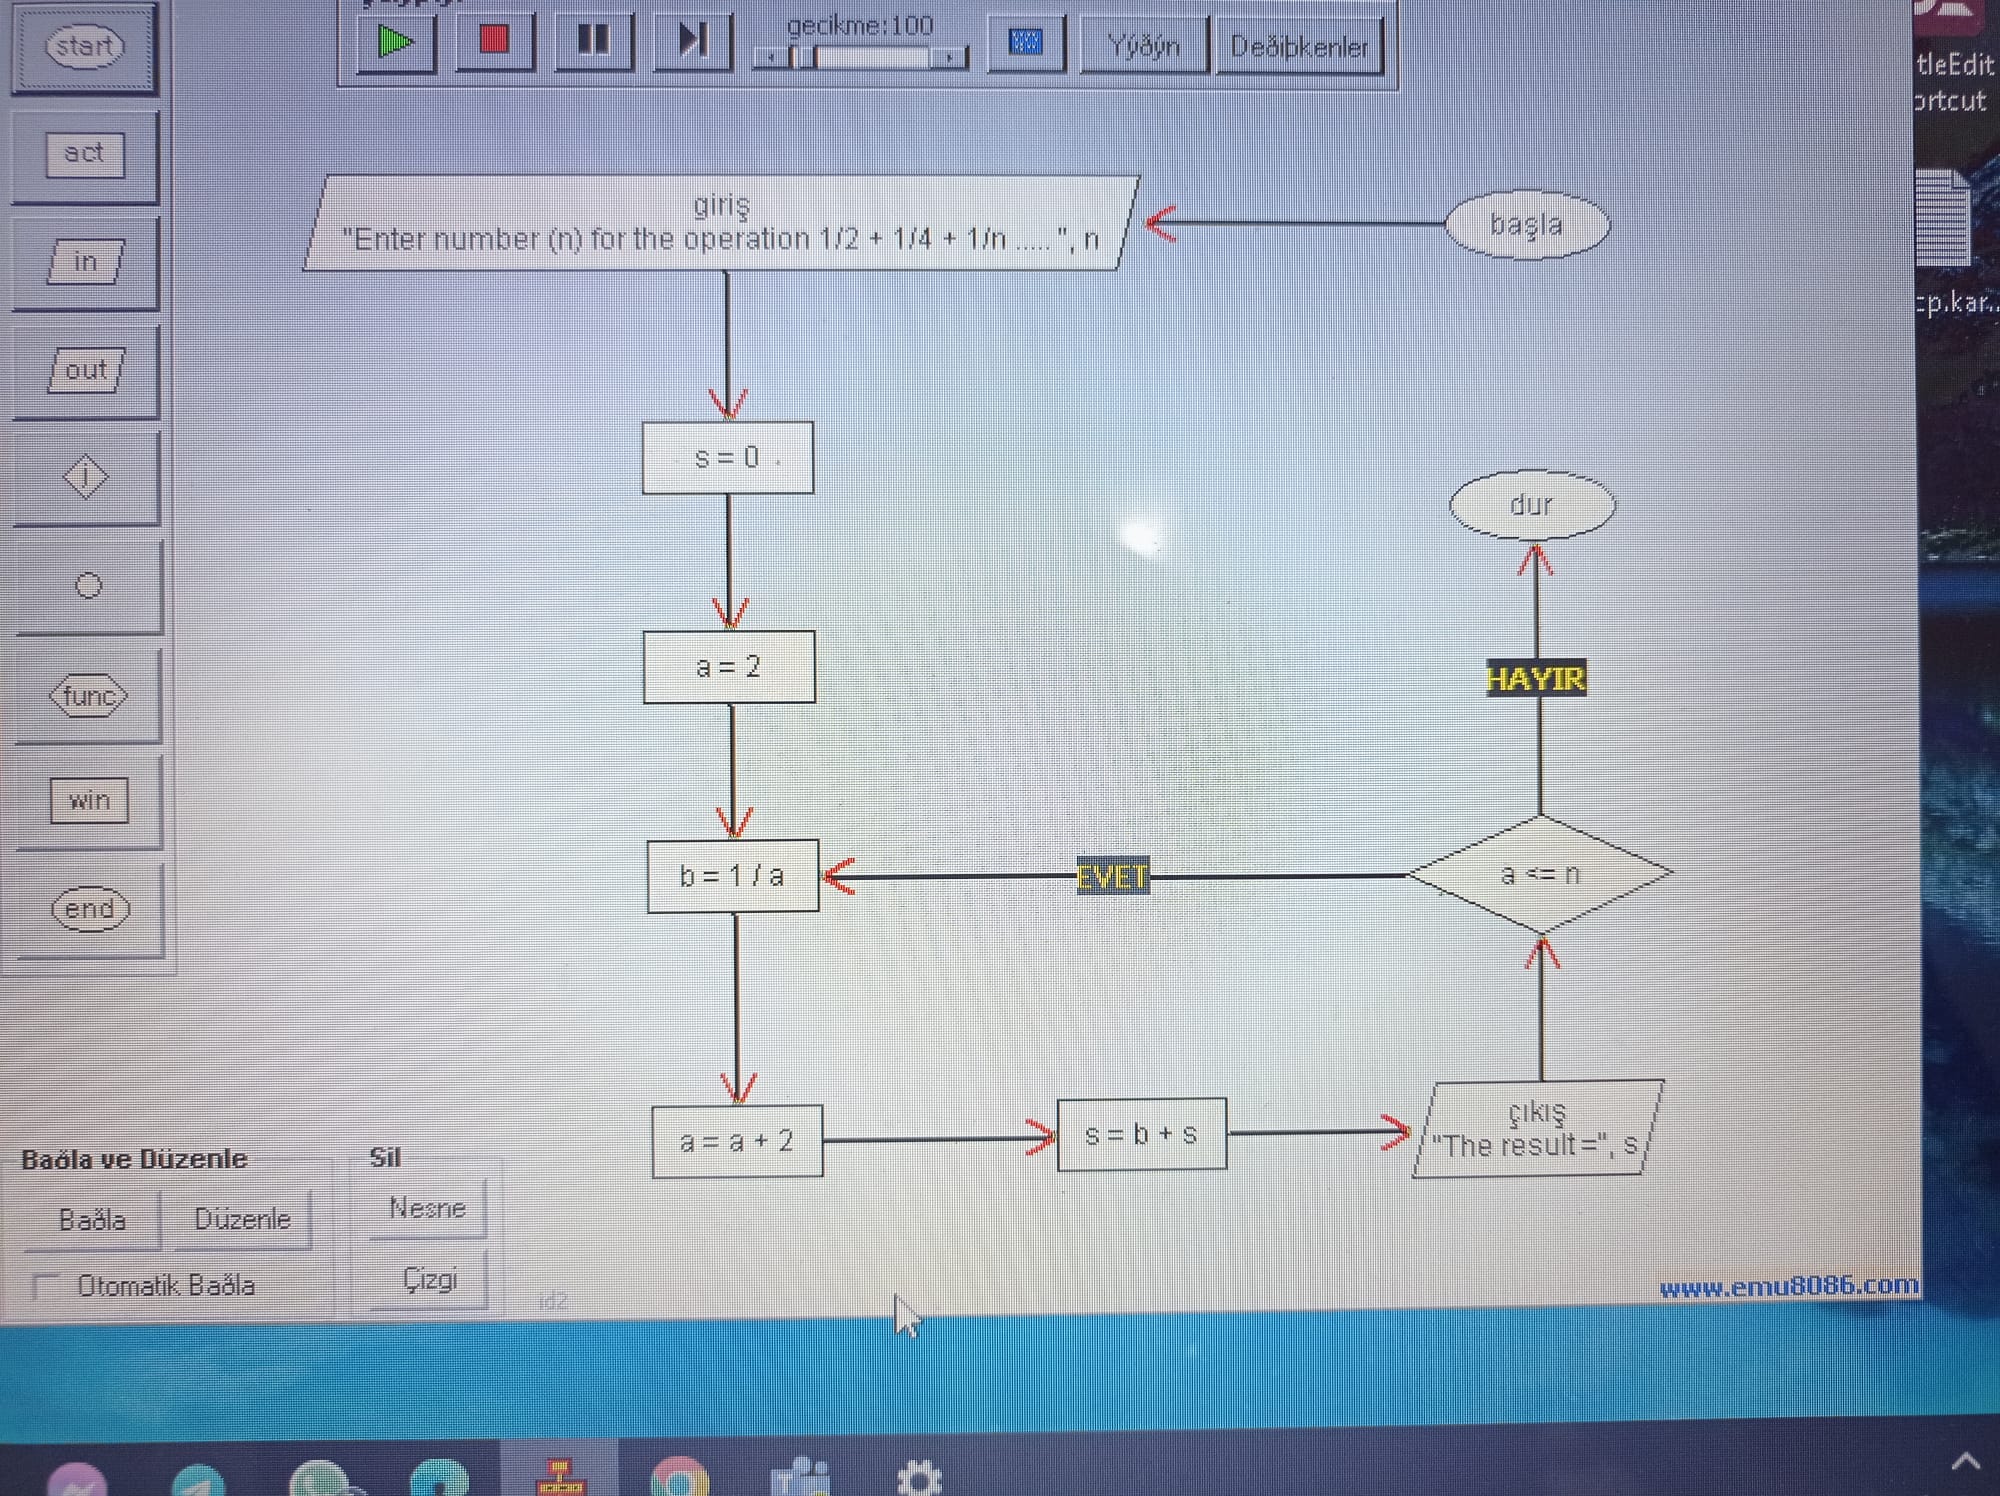 start
gecikme:100
Yýðýn
Deðiþkenler
tleEdit
ortcut
act
giriş
"Enter number (n) for the operation 1/2 + 1/4 + 1/n ..... ", n
başla
in
out
s = 0
i
dur
a = 2
HAYIR
func
win
b = 1 / a
EVET
a <= n
end
a = a + 2
s = b + s
çıkış
"The result=", s
Baðla ve Düzenle
Sil
Baðla
Düzenle
Nesne
Otomatik Baðla
Çizgi
id2
www.emu8086.com